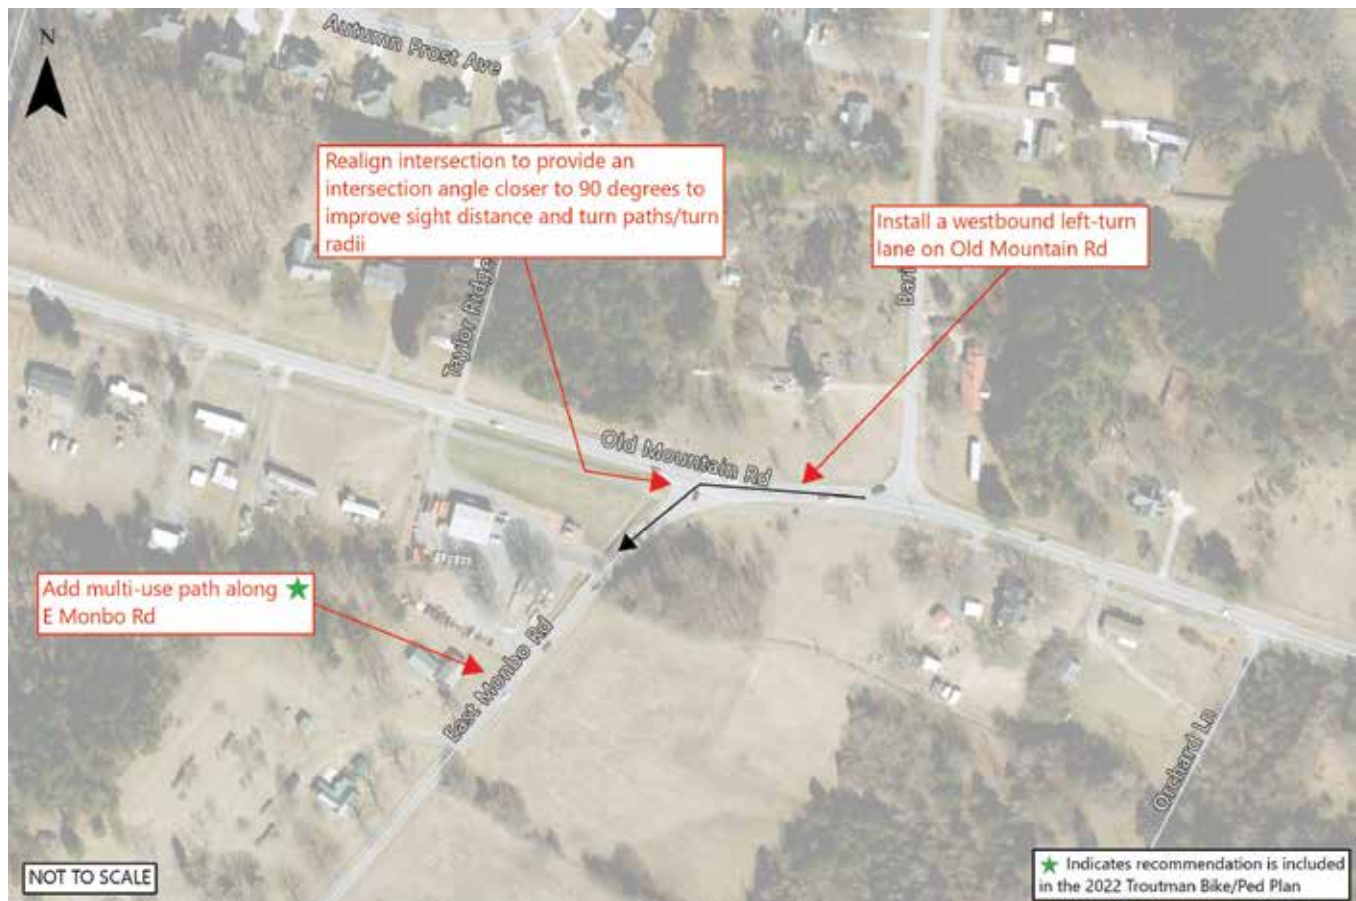 N
Autumn Frost Ave
Realign intersection to provide an
intersection angle closer to 90 degrees to
improve sight distance and turn paths/turn
radii
Install a westbound left-turn
lane on Old Mountain Rd
Taylor Ridge
Old Mountain Rd
Add multi-use path along ★
E Monbo Rd
East Monbo Rd
Orchard Ln
NOT TO SCALE
★ Indicates recommendation is included
in the 2022 Troutman Bike/Ped Plan